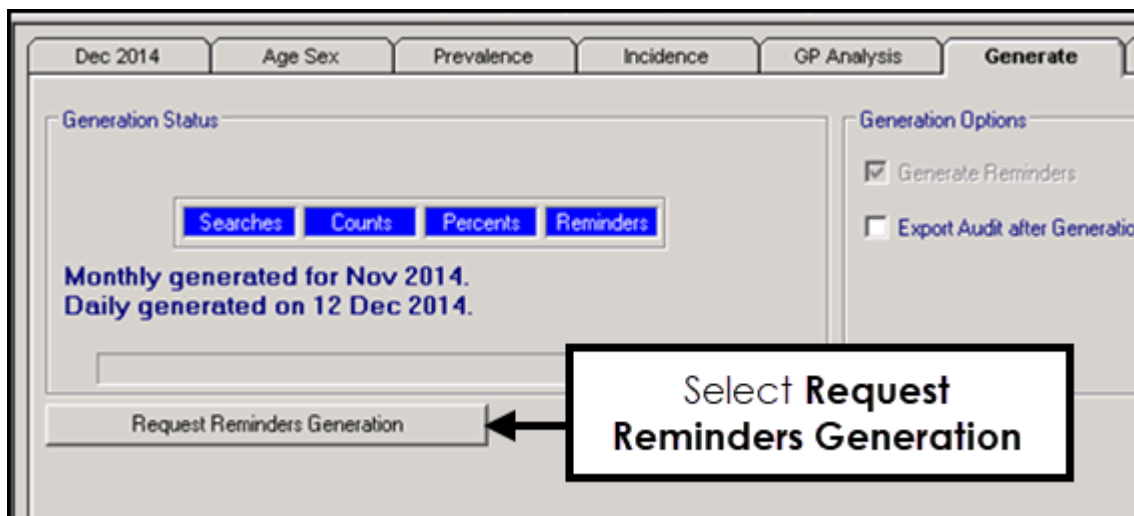 Dec 2014 Age Sex Prevalence Incidence GP Analysis Generate
Generation Status
Generation Options
Generate Reminders
Searches Counts Percents Reminders
Export Audit after Generatio
Monthly generated for Nov 2014.
Daily generated on 12 Dec 2014.
Select Request
Reminders Generation
Request Reminders Generation